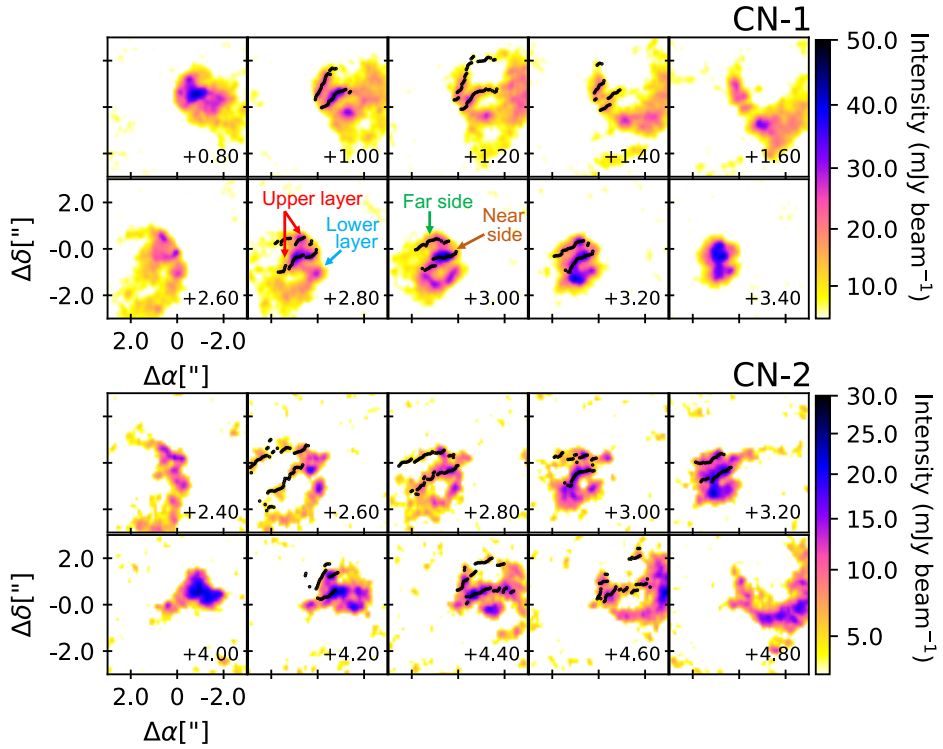 CN-1
+0.80
+1.00
+1.20
+1.40
+1.60
50.0
40.0
30.0
20.0
10.0
Intensity (mJy beam⁻¹)
Δδ["]
2.0
-0.0
-2.0
+2.60
Upper layer
Lower
layer
+2.80
Far side
Near
side
+3.00
+3.20
+3.40
2.0 0 -2.0
Δα["]
CN-2
+2.40
+2.60
+2.80
+3.00
+3.20
30.0
25.0
20.0
15.0
10.0
5.0
Intensity (mJy beam⁻¹)
Δδ["]
2.0
-0.0
-2.0
+4.00
+4.20
+4.40
+4.60
+4.80
2.0 0 -2.0
Δα["]